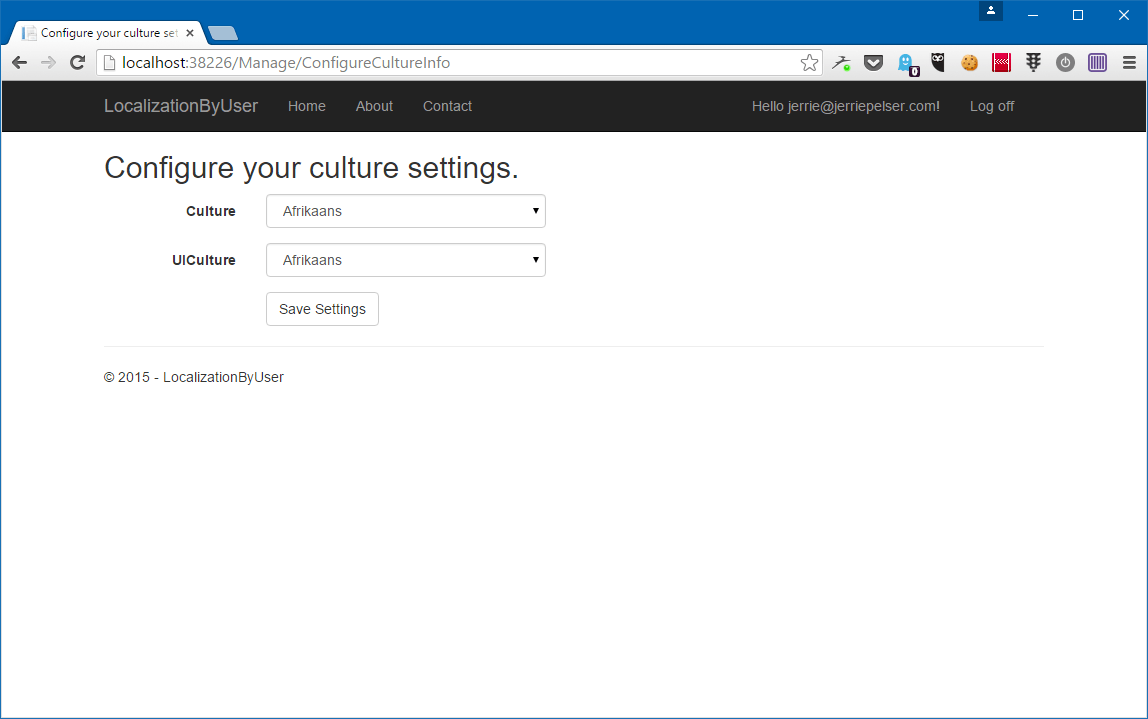 Configure your culture set
localhost:38226/Manage/ConfigureCultureInfo
0
LocalizationByUser Home About Contact Hello jerrie@jerriepelser.com! Log off
Configure your culture settings.
Culture Afrikaans
UICulture Afrikaans
Save Settings
© 2015 - LocalizationByUser